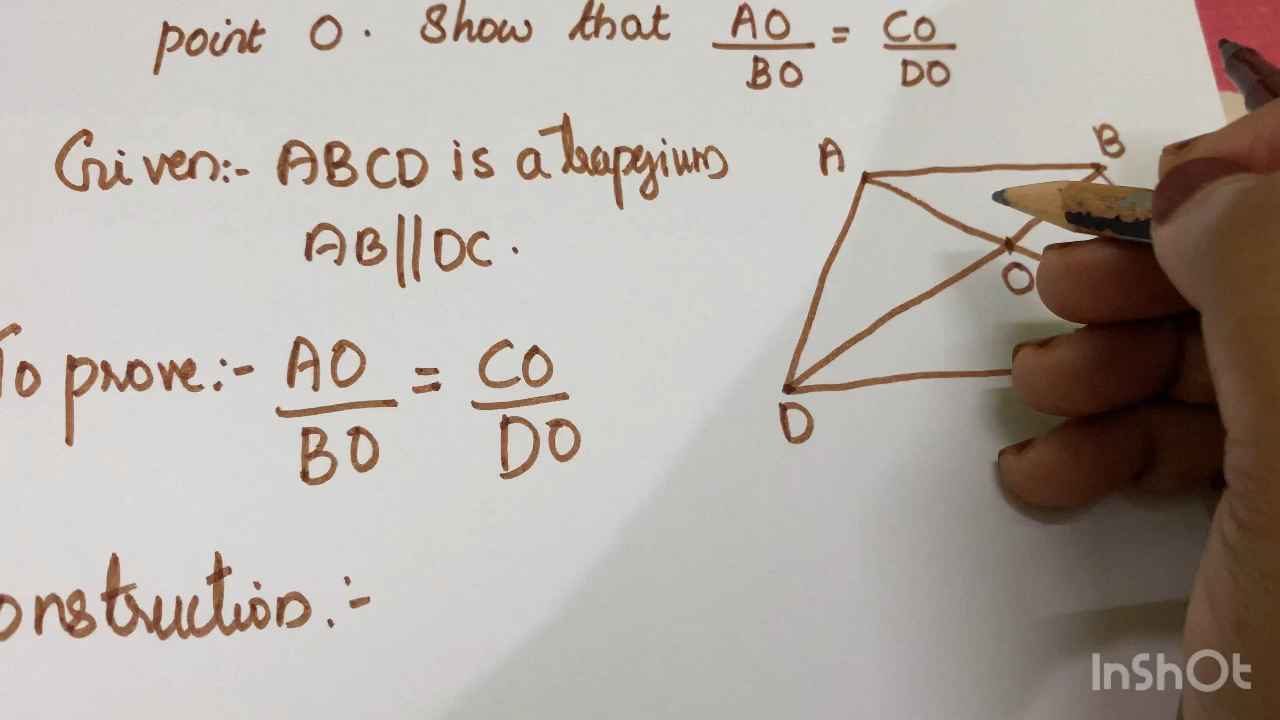 point O. Show that AO/BO = CO/DO
Given:- ABCD is a trapezium
AB||DC.
To prove:- AO/BO = CO/DO
onstruction:-
A
B
O
D
InShOt